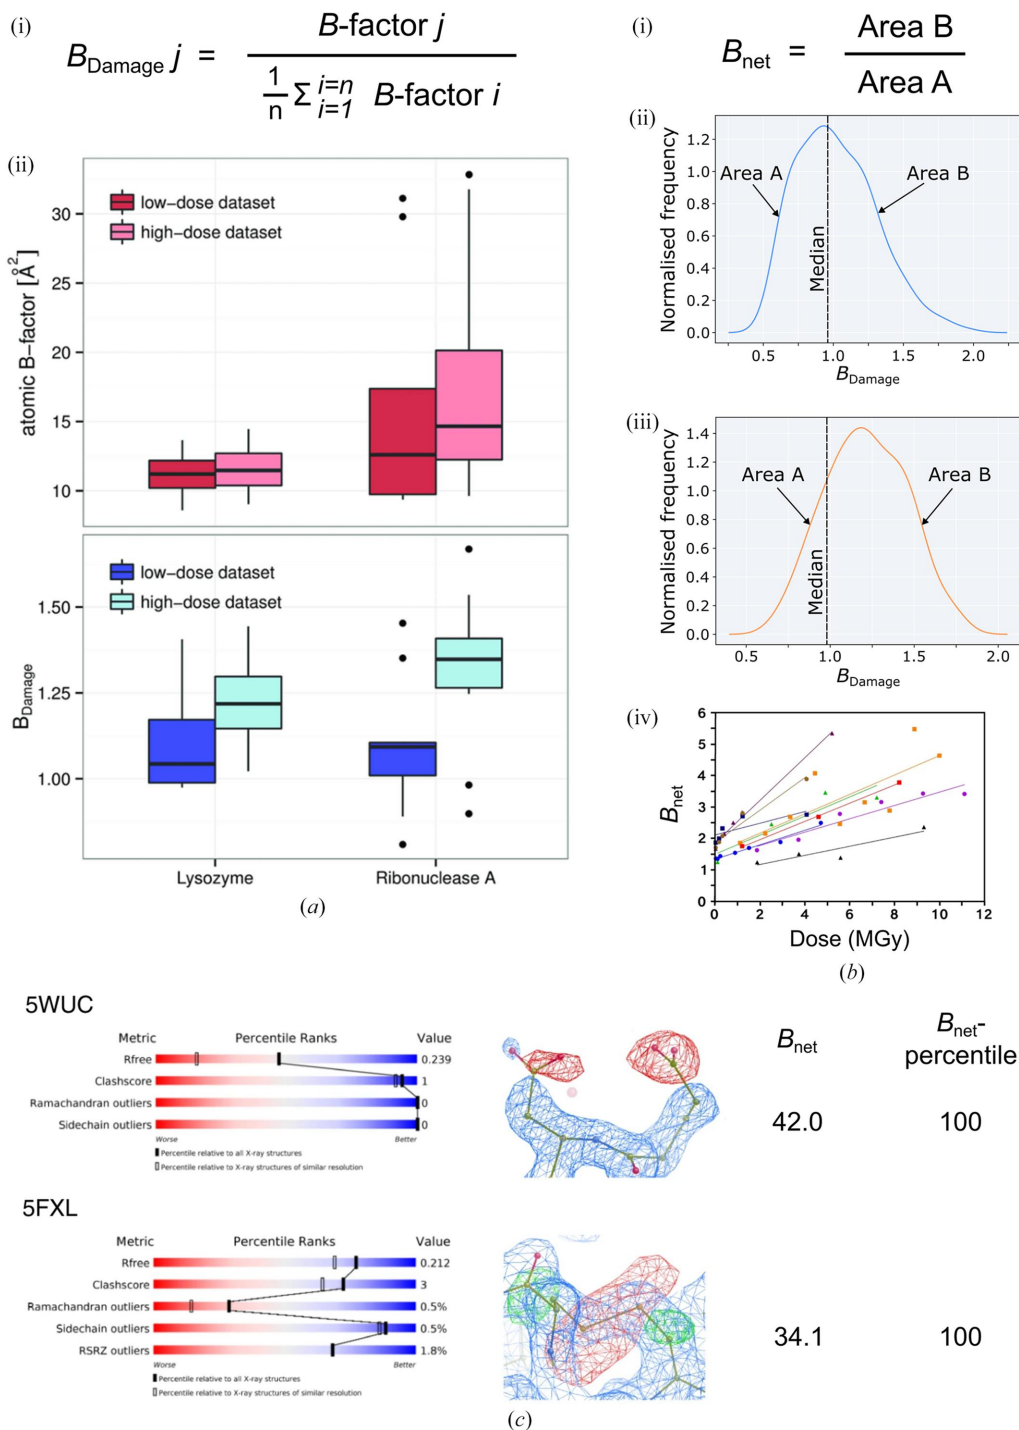 (i)
B_Damage j = B-factor j
1/n Σ i=n i=1 B-factor i
(ii)
30
25
20
15
10
atomic B−factor [Å²]
low−dose dataset
high−dose dataset
1.50
1.25
1.00
B_Damage
low−dose dataset
high−dose dataset
Lysozyme
Ribonuclease A
(a)
(i)
B_net = Area B
Area A
(ii)
Normalised frequency
1.2
1.0
0.8
0.6
0.4
0.2
0.0
Area A
Area B
Median
0.5 1.0 1.5 2.0
B_Damage
(iii)
Normalised frequency
1.4
1.2
1.0
0.8
0.6
0.4
0.2
0.0
Area A
Area B
Median
0.5 1.0 1.5 2.0
B_Damage
(iv)
B_net
6
5
4
3
2
1
0
0 2 4 6 8 10 12
Dose (MGy)
(b)
5WUC
Metric Percentile Ranks Value
Rfree 0.239
Clashscore 1
Ramachandran outliers 0
Sidechain outliers 0
Worse Better
Percentile relative to all X-ray structures
Percentile relative to X-ray structures of similar resolution
B_net
B_net-
percentile
42.0 100
5FXL
Metric Percentile Ranks Value
Rfree 0.212
Clashscore 3
Ramachandran outliers 0.5%
Sidechain outliers 0.5%
RSRZ outliers 1.8%
Worse Better
Percentile relative to all X-ray structures
Percentile relative to X-ray structures of similar resolution
34.1 100
(c)